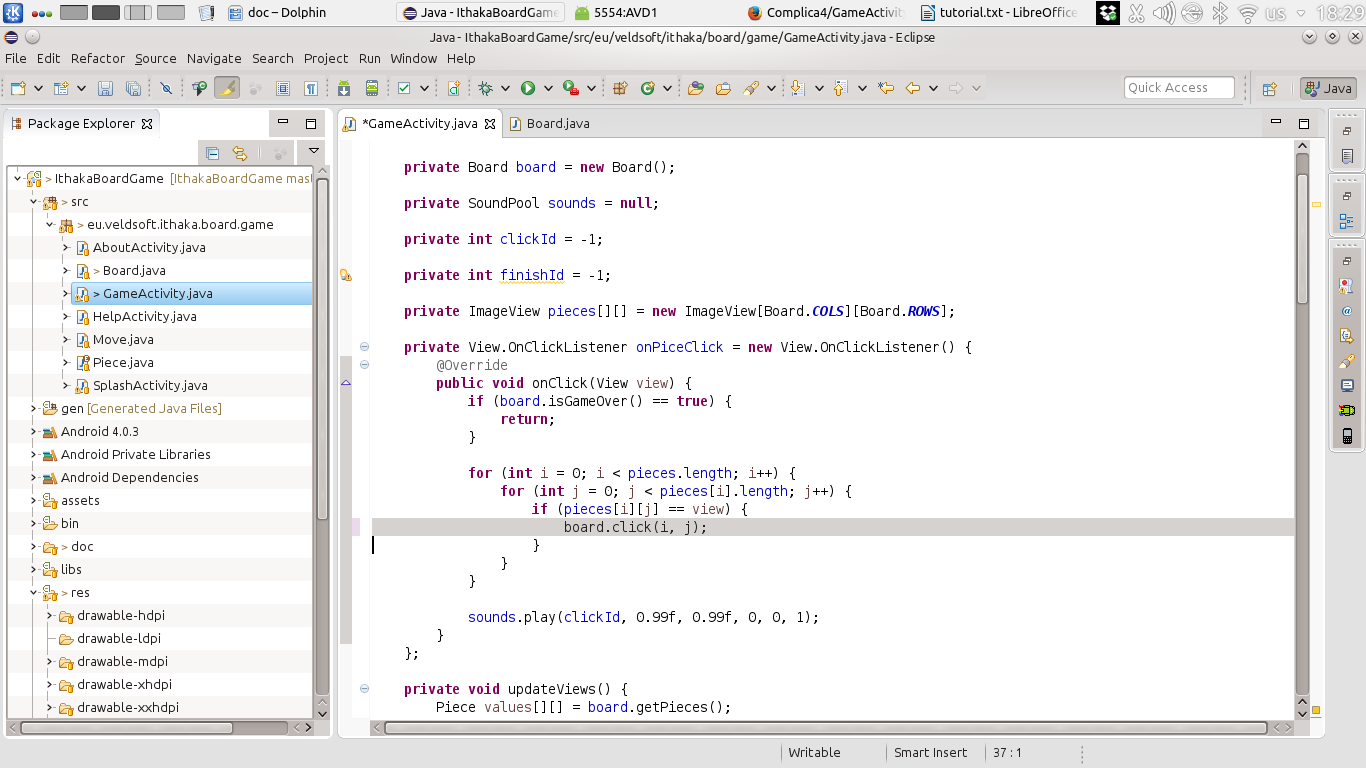 doc – Dolphin
Java - IthakaBoardGame
5554:AVD1
Complica4/GameActivity
tutorial.txt - LibreOffice
us
18:29
Java - IthakaBoardGame/src/eu/veldsoft/ithaka/board/game/GameActivity.java - Eclipse
File Edit Refactor Source Navigate Search Project Run Window Help
Quick Access
Java
Package Explorer
*GameActivity.java
Board.java
> IthakaBoardGame [IthakaBoardGame mast
> src
> eu.veldsoft.ithaka.board.game
AboutActivity.java
> Board.java
> GameActivity.java
HelpActivity.java
Move.java
Piece.java
SplashActivity.java
gen [Generated Java Files]
Android 4.0.3
Android Private Libraries
Android Dependencies
assets
bin
> doc
libs
> res
drawable-hdpi
drawable-ldpi
drawable-mdpi
drawable-xhdpi
drawable-xxhdpi
private Board board = new Board();
private SoundPool sounds = null;
private int clickId = -1;
private int finishId = -1;
private ImageView pieces[][] = new ImageView[Board.COLS][Board.ROWS];
private View.OnClickListener onPiceClick = new View.OnClickListener() {
@Override
public void onClick(View view) {
if (board.isGameOver() == true) {
return;
}
for (int i = 0; i < pieces.length; i++) {
for (int j = 0; j < pieces[i].length; j++) {
if (pieces[i][j] == view) {
board.click(i, j);
}
}
}
sounds.play(clickId, 0.99f, 0.99f, 0, 0, 1);
}
};
private void updateViews() {
Piece values[][] = board.getPieces();
Writable
Smart Insert
37 : 1